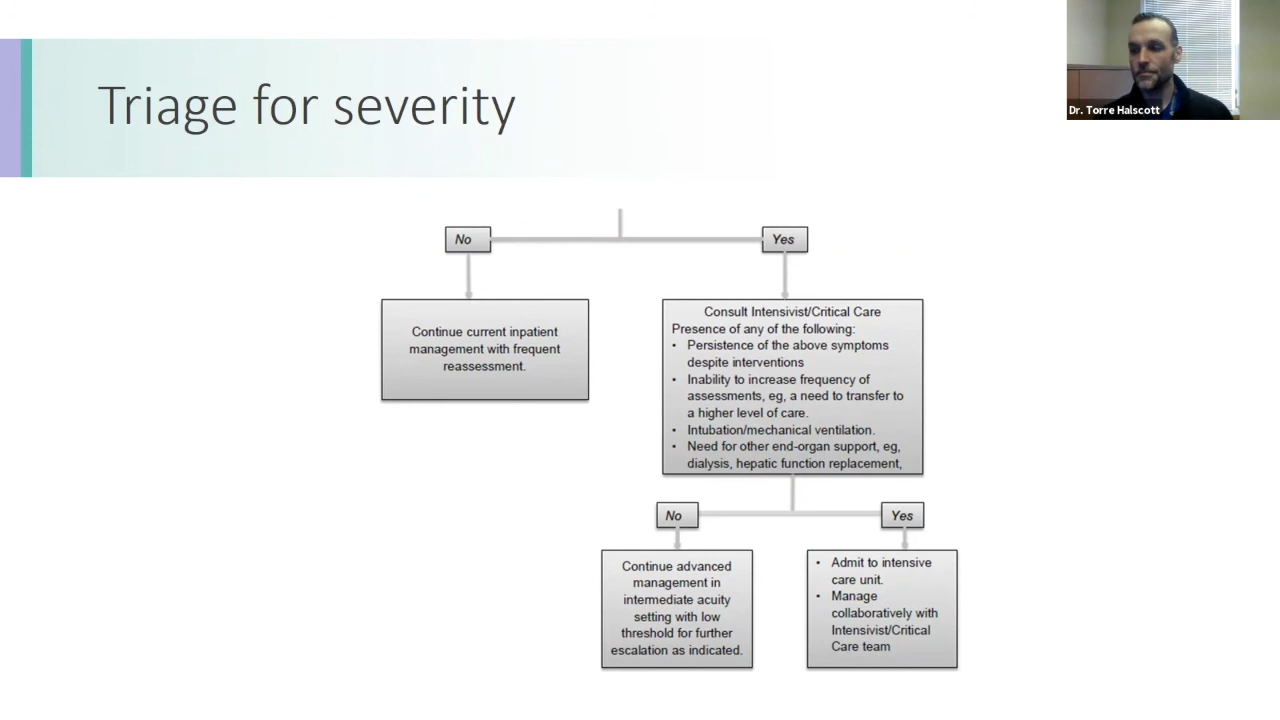 Triage for severity
Dr. Torre Halscott
No
Yes
Continue current inpatient
management with frequent
reassessment.
Consult Intensivist/Critical Care
Presence of any of the following:
• Persistence of the above symptoms
despite interventions
• Inability to increase frequency of
assessments, eg, a need to transfer to
a higher level of care.
• Intubation/mechanical ventilation.
• Need for other end-organ support, eg,
dialysis, hepatic function replacement,
No
Yes
Continue advanced
management in
intermediate acuity
setting with low
threshold for further
escalation as indicated.
• Admit to intensive
care unit.
• Manage
collaboratively with
Intensivist/Critical
Care team